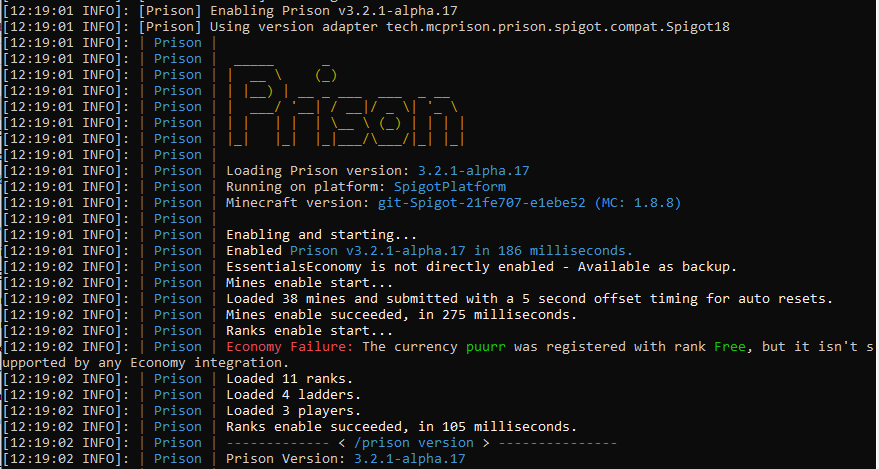 [12:19:01 INFO]: [Prison] Enabling Prison v3.2.1-alpha.17
[12:19:01 INFO]: [Prison] Using version adapter tech.mcprison.prison.spigot.compat.Spigot18
[12:19:01 INFO]: | Prison |
[12:19:01 INFO]: | Prison |  _____      _
[12:19:01 INFO]: | Prison | |  __ \    (_)
[12:19:01 INFO]: | Prison | | |__) | __ _ ___  ___  _ __
[12:19:01 INFO]: | Prison | |  ___/ '__| / __|/ _ \| '_ \
[12:19:01 INFO]: | Prison | | |   | |  | \__ \ (_) | | | |
[12:19:01 INFO]: | Prison | |_|   |_|  |_|___/\___/|_| |_|
[12:19:01 INFO]: | Prison |
[12:19:01 INFO]: | Prison | Loading Prison version: 3.2.1-alpha.17
[12:19:01 INFO]: | Prison | Running on platform: SpigotPlatform
[12:19:01 INFO]: | Prison | Minecraft version: git-Spigot-21fe707-e1ebe52 (MC: 1.8.8)
[12:19:01 INFO]: | Prison |
[12:19:01 INFO]: | Prison | Enabling and starting...
[12:19:01 INFO]: | Prison | Enabled Prison v3.2.1-alpha.17 in 186 milliseconds.
[12:19:02 INFO]: | Prison | EssentialsEconomy is not directly enabled - Available as backup.
[12:19:02 INFO]: | Prison | Mines enable start...
[12:19:02 INFO]: | Prison | Loaded 38 mines and submitted with a 5 second offset timing for auto resets.
[12:19:02 INFO]: | Prison | Mines enable succeeded, in 275 milliseconds.
[12:19:02 INFO]: | Prison | Ranks enable start...
[12:19:02 INFO]: | Prison | Economy Failure: The currency puurr was registered with rank Free, but it isn't s
upported by any Economy integration.
[12:19:02 INFO]: | Prison | Loaded 11 ranks.
[12:19:02 INFO]: | Prison | Loaded 4 ladders.
[12:19:02 INFO]: | Prison | Loaded 3 players.
[12:19:02 INFO]: | Prison | Ranks enable succeeded, in 105 milliseconds.
[12:19:02 INFO]: | Prison | ------------- < /prison version > ---------------
[12:19:02 INFO]: | Prison | Prison Version: 3.2.1-alpha.17